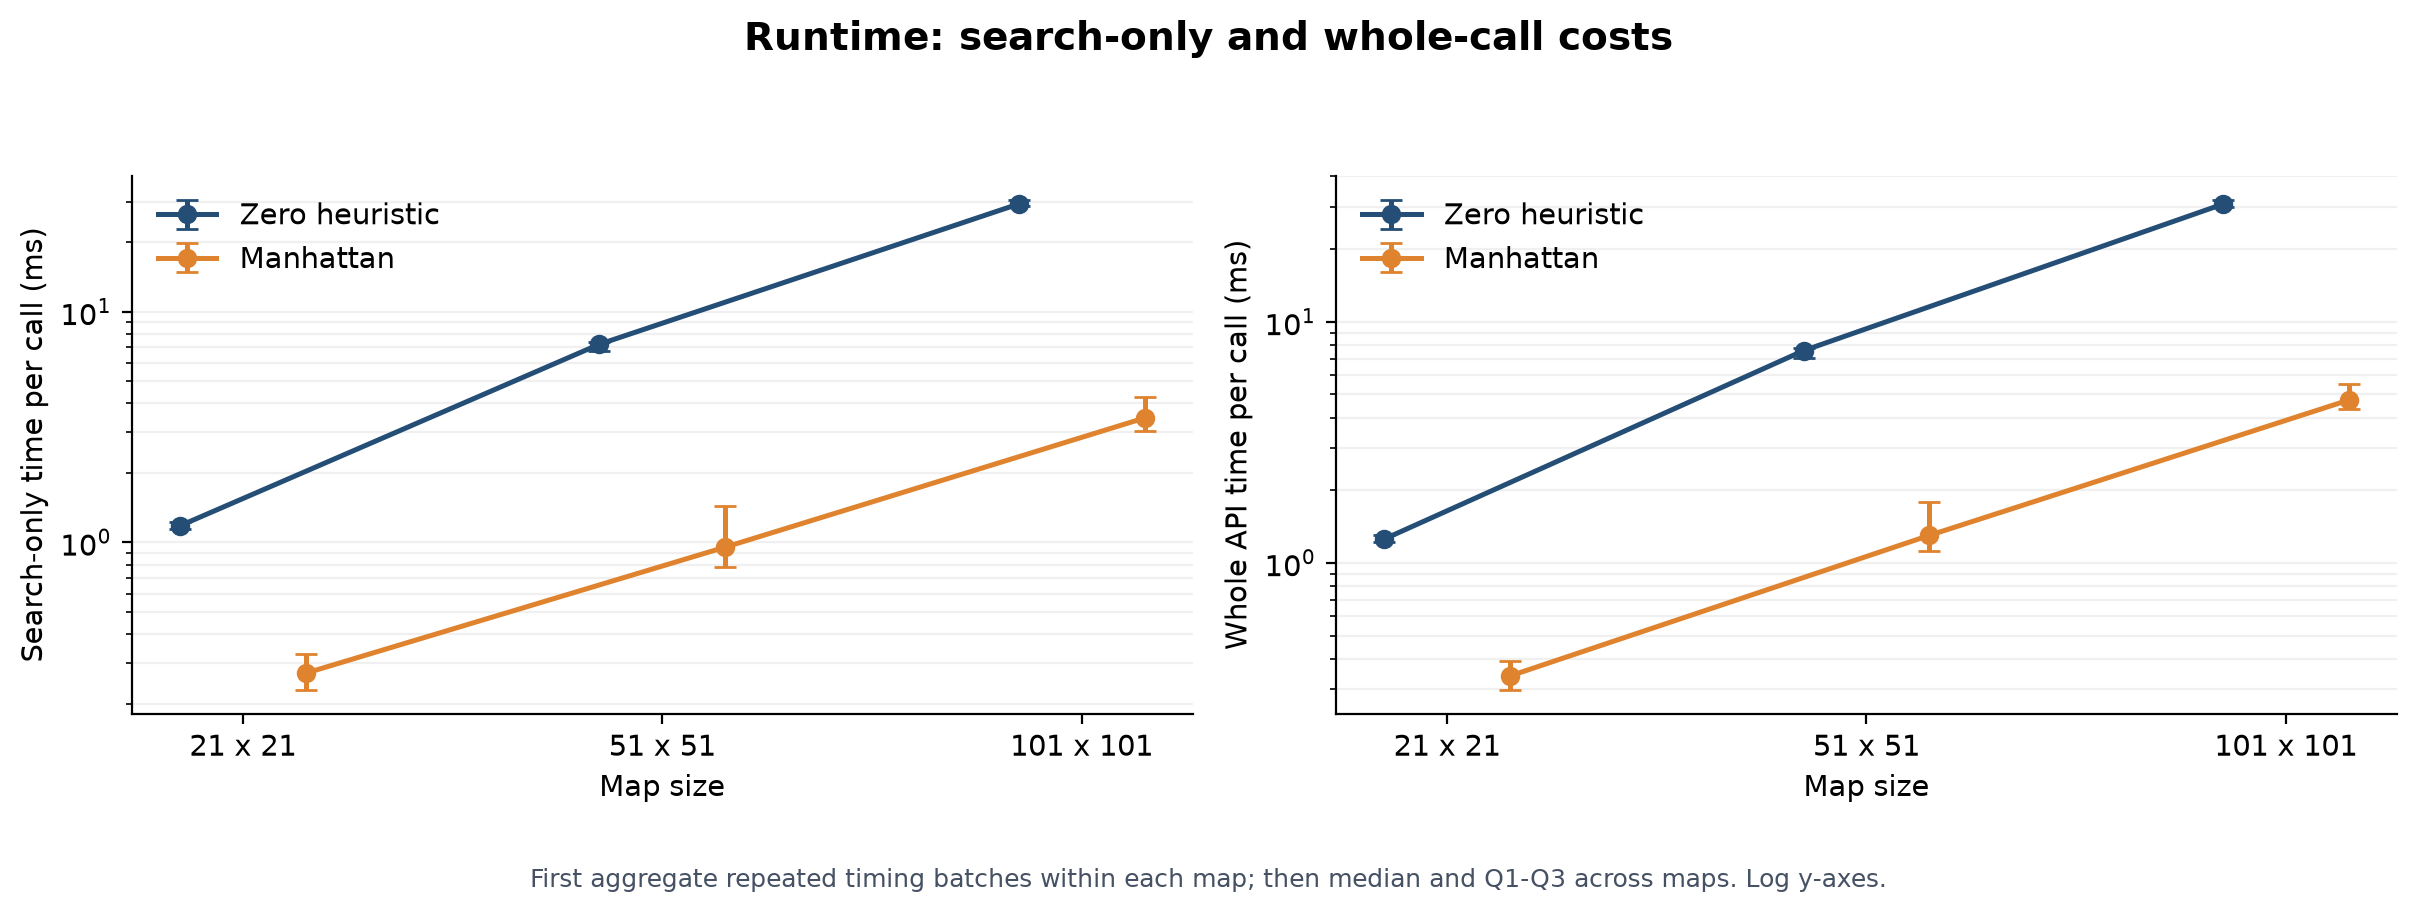 Runtime: search-only and whole-call costs
Search-only time per call (ms)
10¹
10⁰
Zero heuristic
Manhattan
21 x 21
51 x 51
101 x 101
Map size
Whole API time per call (ms)
10¹
10⁰
Zero heuristic
Manhattan
21 x 21
51 x 51
101 x 101
Map size
First aggregate repeated timing batches within each map; then median and Q1-Q3 across maps. Log y-axes.